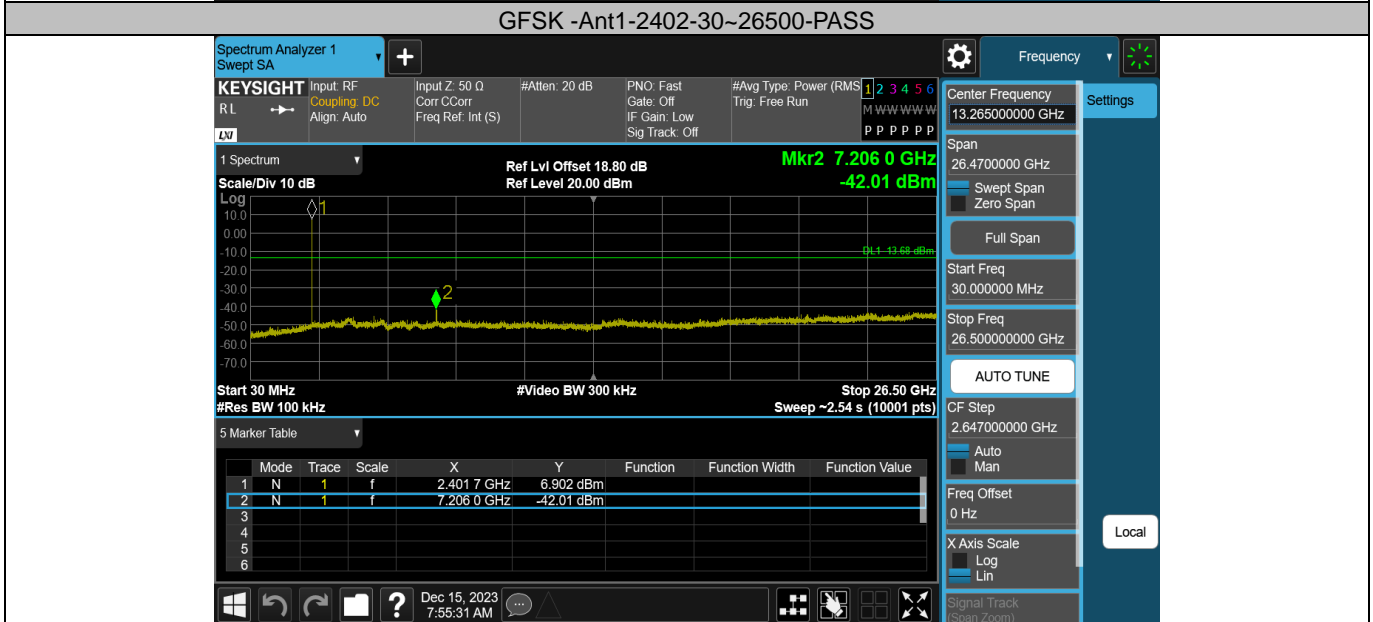 GFSK -Ant1-2402-30~26500-PASS
Spectrum Analyzer 1
Swept SA
+
Frequency
KEYSIGHT
R L
LXI
Input: RF
Coupling: DC
Align: Auto
Input Z: 50 Ω
Corr CCorr
Freq Ref: Int (S)
#Atten: 20 dB
PNO: Fast
Gate: Off
IF Gain: Low
Sig Track: Off
#Avg Type: Power (RMS
Trig: Free Run
1 2 3 4 5 6
M W W W W W
P P P P P P
1 Spectrum
Scale/Div 10 dB
Ref Lvl Offset 18.80 dB
Ref Level 20.00 dBm
Mkr2 7.206 0 GHz
-42.01 dBm
Log
10.0
0.00
-10.0
-20.0
-30.0
-40.0
-50.0
-60.0
-70.0
1
2
DL1 -13.68 dBm
Start 30 MHz
#Res BW 100 kHz
#Video BW 300 kHz
Stop 26.50 GHz
Sweep ~2.54 s (10001 pts)
5 Marker Table
Mode Trace Scale X Y Function Function Width Function Value
1 N 1 f 2.401 7 GHz 6.902 dBm
2 N 1 f 7.206 0 GHz -42.01 dBm
3
4
5
6
Dec 15, 2023
7:55:31 AM
Center Frequency
13.265000000 GHz
Settings
Span
26.4700000 GHz
Swept Span
Zero Span
Full Span
Start Freq
30.000000 MHz
Stop Freq
26.500000000 GHz
AUTO TUNE
CF Step
2.647000000 GHz
Auto
Man
Freq Offset
0 Hz
Local
X Axis Scale
Log
Lin
Signal Track
(Span Zoom)